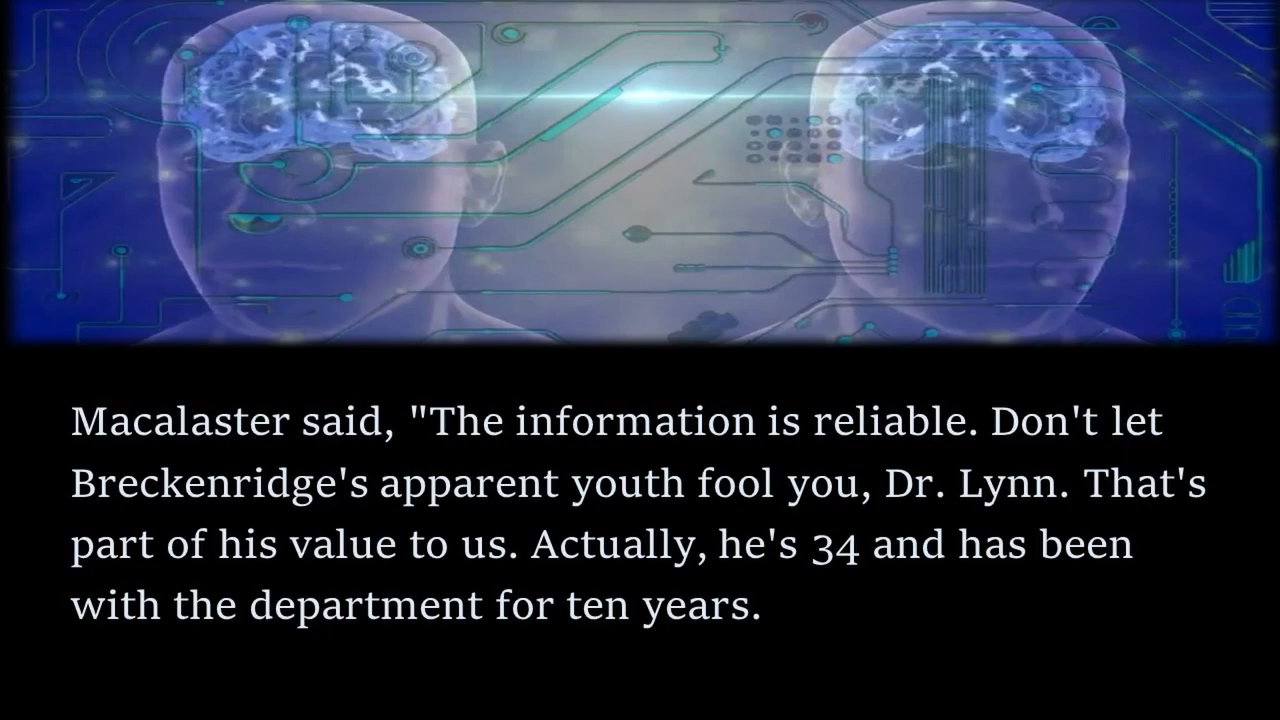 Macalaster said, "The information is reliable. Don't let
Breckenridge's apparent youth fool you, Dr. Lynn. That's
part of his value to us. Actually, he's 34 and has been
with the department for ten years.